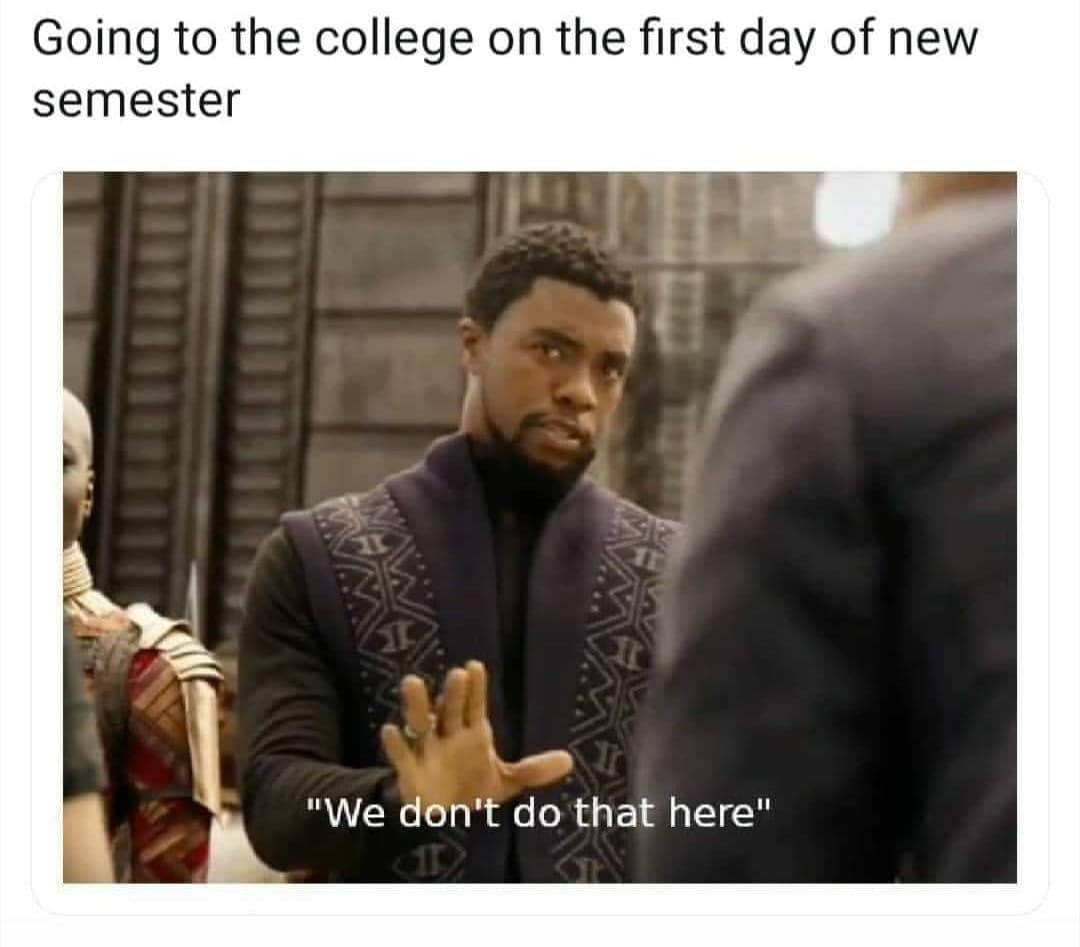 Going to the college on the first day of new
semester
"We don't do that here"